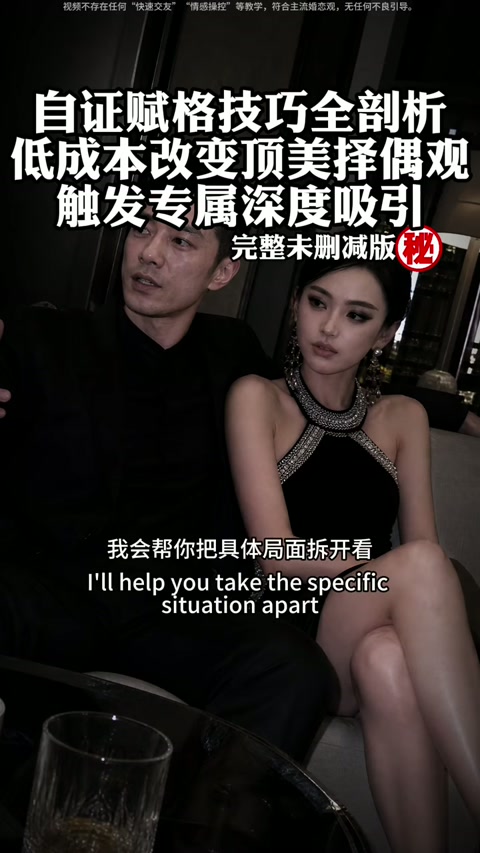 视频不存在任何“快速交友”“情感操控”等教学，符合主流婚恋观，无任何不良引导。
自证赋格技巧全剖析
低成本改变顶美择偶观
触发专属深度吸引
完整未删减版 秘
我会帮你把具体局面拆开看
I'll help you take the specific
situation apart